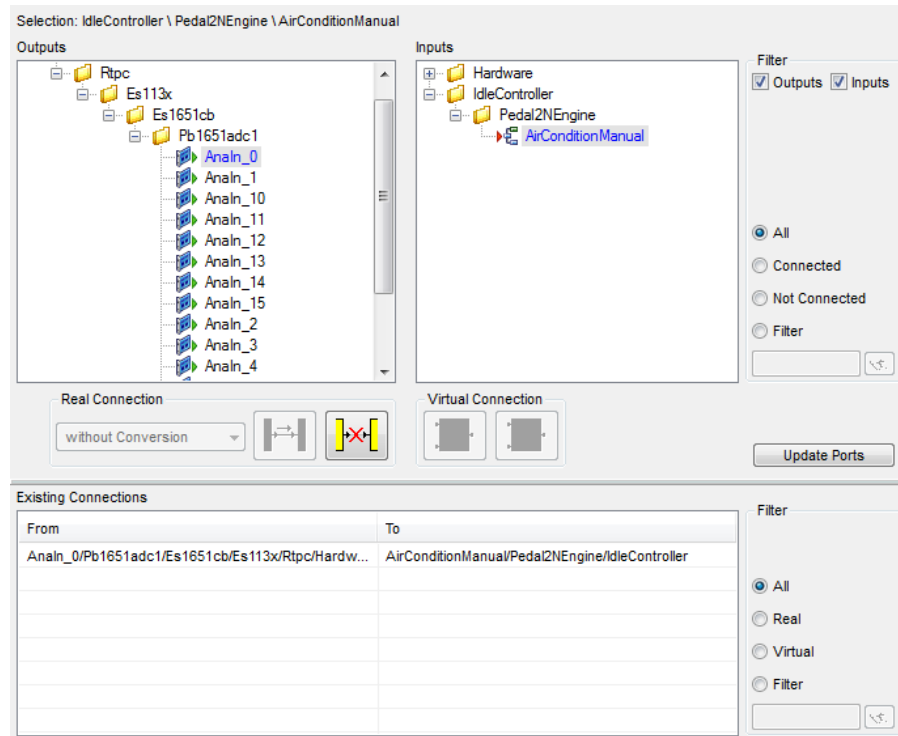 Selection: IdleController \ Pedal2NEngine \ AirConditionManual
Outputs
Inputs
Rtpc
Es113x
Es1651cb
Pb1651adc1
AnaIn_0
AnaIn_1
AnaIn_10
AnaIn_11
AnaIn_12
AnaIn_13
AnaIn_14
AnaIn_15
AnaIn_2
AnaIn_3
AnaIn_4
Hardware
IdleController
Pedal2NEngine
AirConditionManual
Filter
Outputs Inputs
All
Connected
Not Connected
Filter
Real Connection
without Conversion
Virtual Connection
Update Ports
Existing Connections
From To
AnaIn_0/Pb1651adc1/Es1651cb/Es113x/Rtpc/Hardw... AirConditionManual/Pedal2NEngine/IdleController
Filter
All
Real
Virtual
Filter